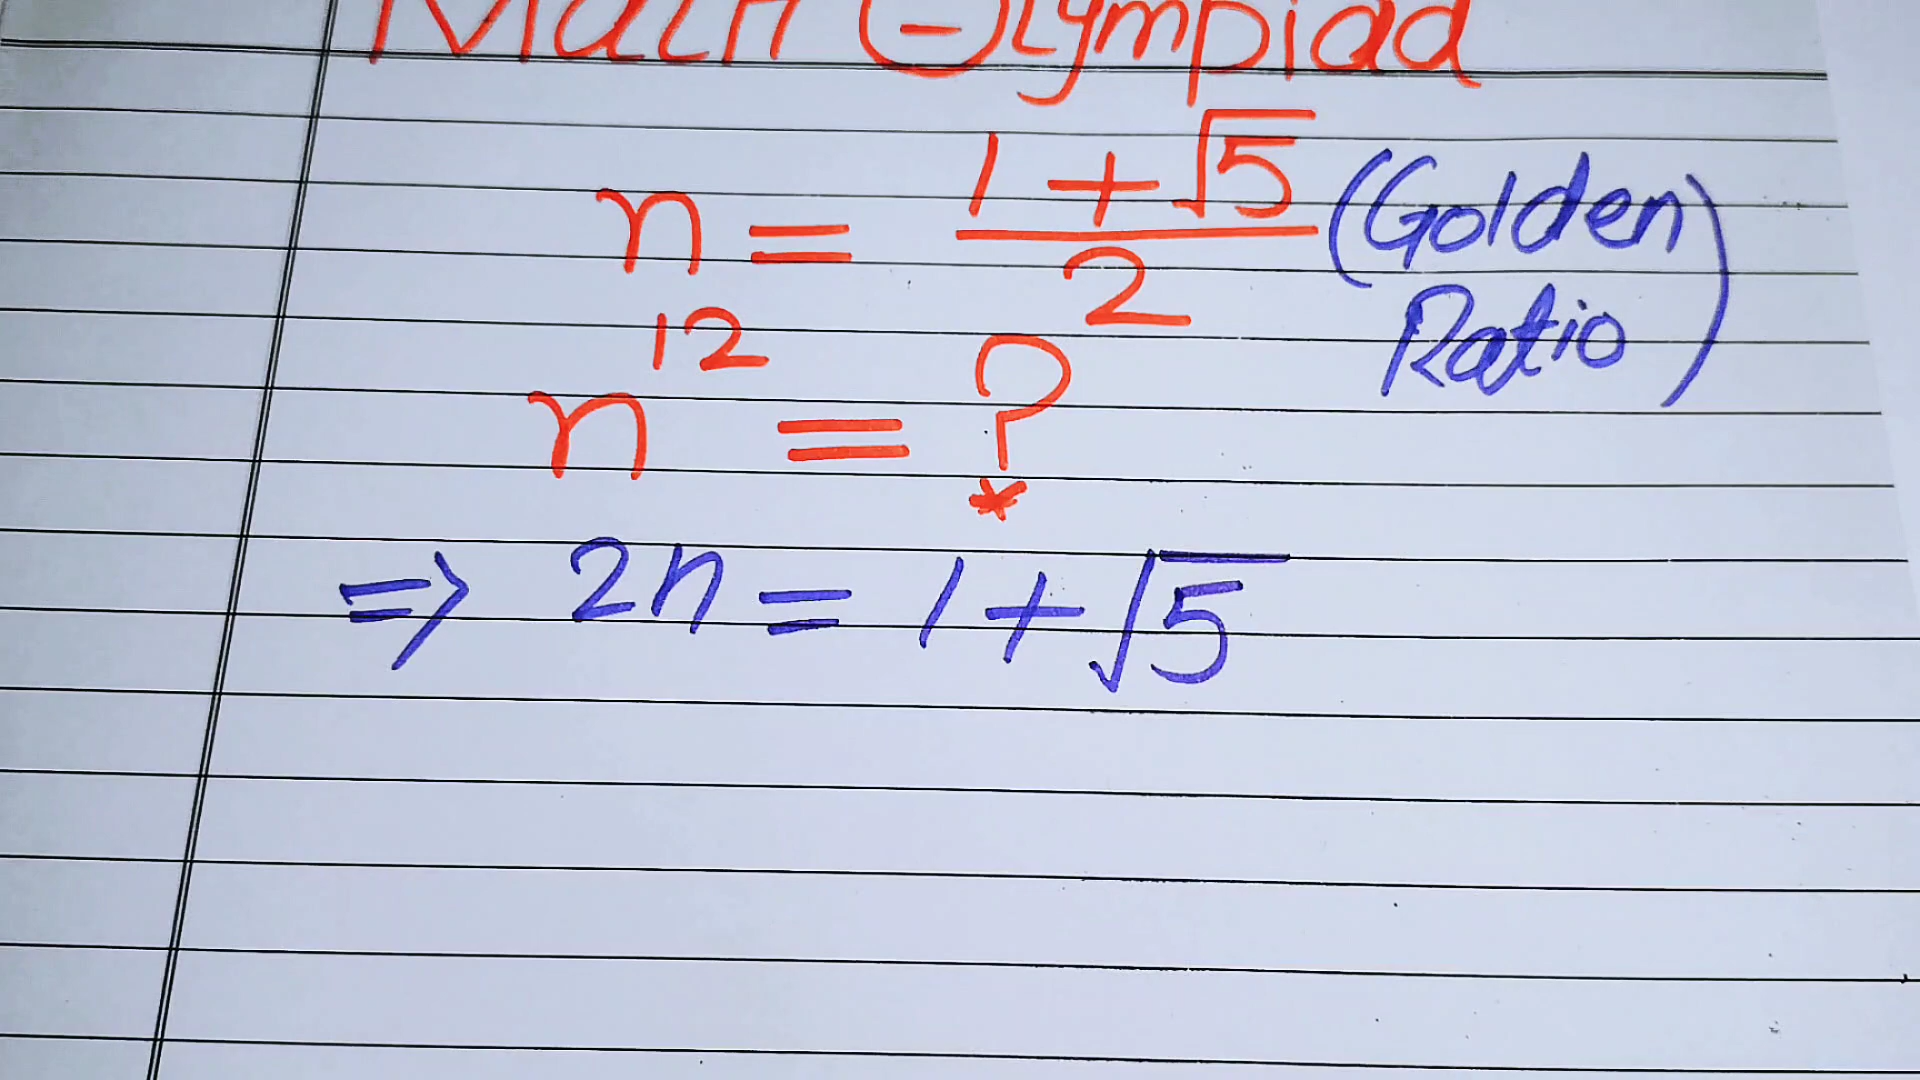 Math Olympiad
n = 1 + √5 / 2 (Golden Ratio)
n¹² = ?
⇒ 2n = 1 + √5